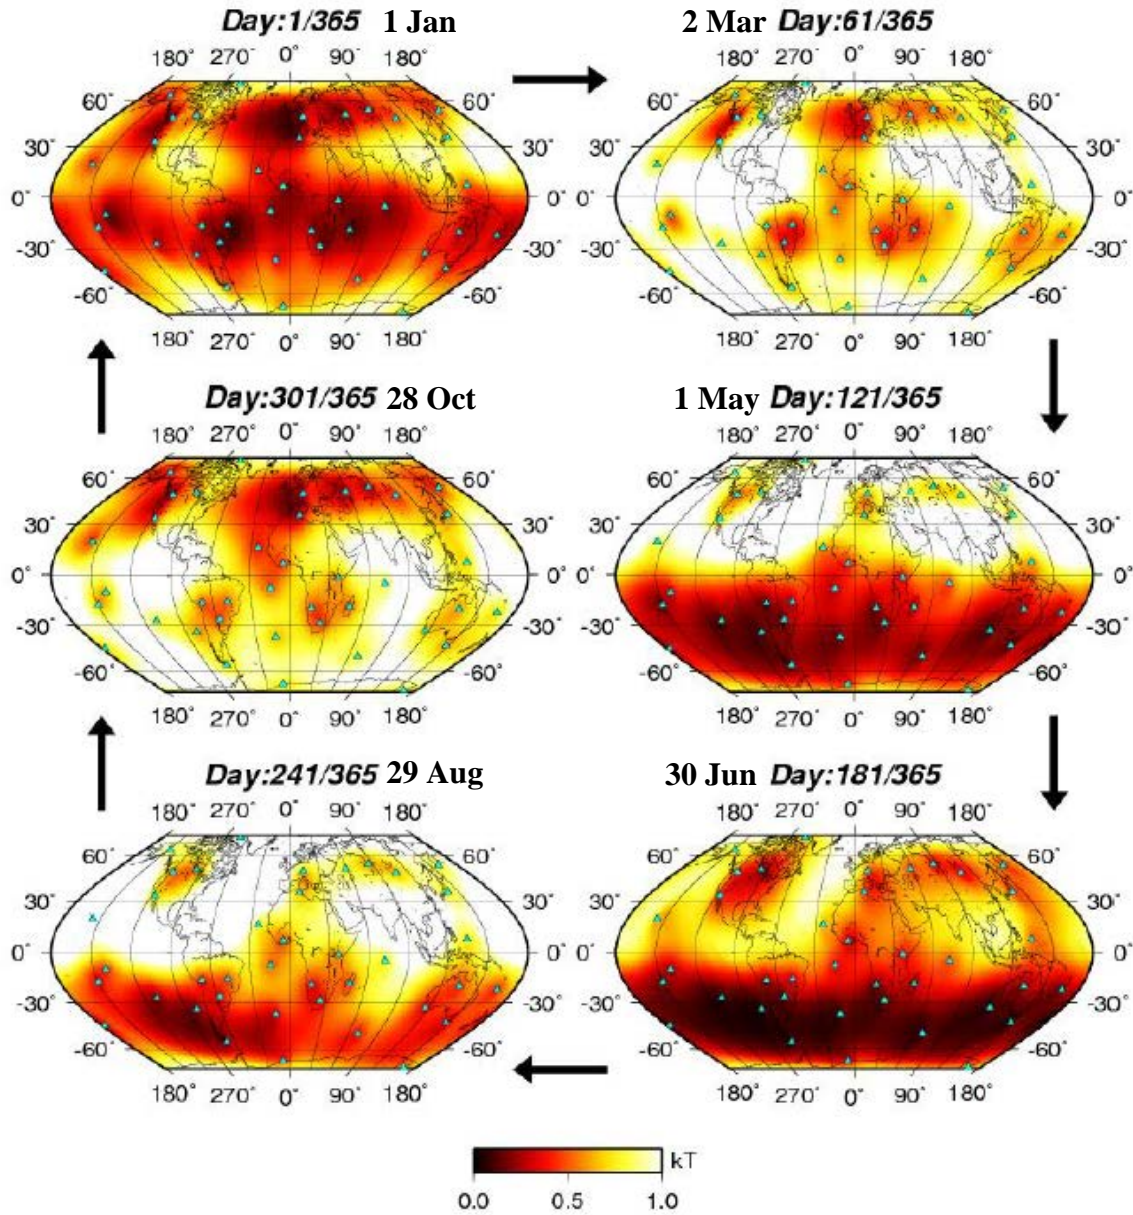 Day:1/365 1 Jan 2 Mar Day:61/365
180° 270° 0° 90° 180° 180° 270° 0° 90° 180°
60° 60° 60° 60°
30° 30° 30° 30°
0° 0° 0° 0°
-30° -30° -30° -30°
-60° -60° -60° -60°
180° 270° 0° 90° 180° 180° 270° 0° 90° 180°
Day:301/365 28 Oct 1 May Day:121/365
180° 270° 0° 90° 180° 180° 270° 0° 90° 180°
60° 60° 60° 60°
30° 30° 30° 30°
0° 0° 0° 0°
-30° -30° -30° -30°
-60° -60° -60° -60°
180° 270° 0° 90° 180° 180° 270° 0° 90° 180°
Day:241/365 29 Aug 30 Jun Day:181/365
180° 270° 0° 90° 180° 180° 270° 0° 90° 180°
60° 60° 60° 60°
30° 30° 30° 30°
0° 0° 0° 0°
-30° -30° -30° -30°
-60° -60° -60° -60°
180° 270° 0° 90° 180° 180° 270° 0° 90° 180°
kT
0.0 0.5 1.0